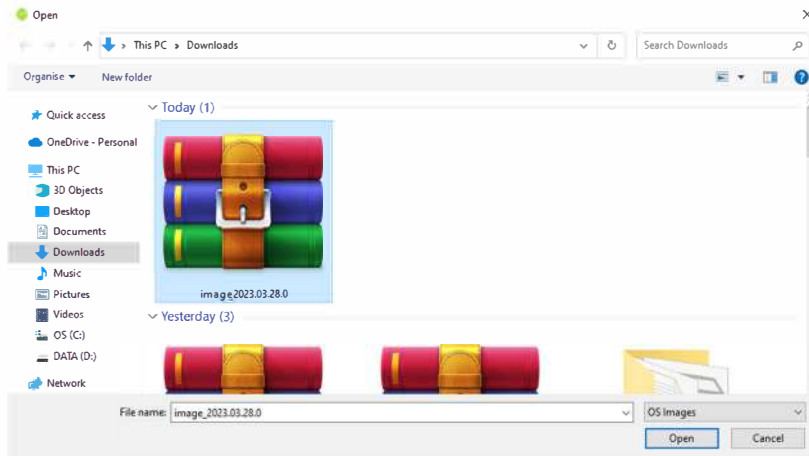 Open
This PC > Downloads
Search Downloads
Organise
New folder
Quick access
OneDrive - Personal
This PC
3D Objects
Desktop
Documents
Downloads
Music
Pictures
Videos
OS (C:)
DATA (D:)
Network
Today (1)
image_2023.03.28.0
Yesterday (3)
File name: image_2023.03.28.0
OS Images
Open
Cancel